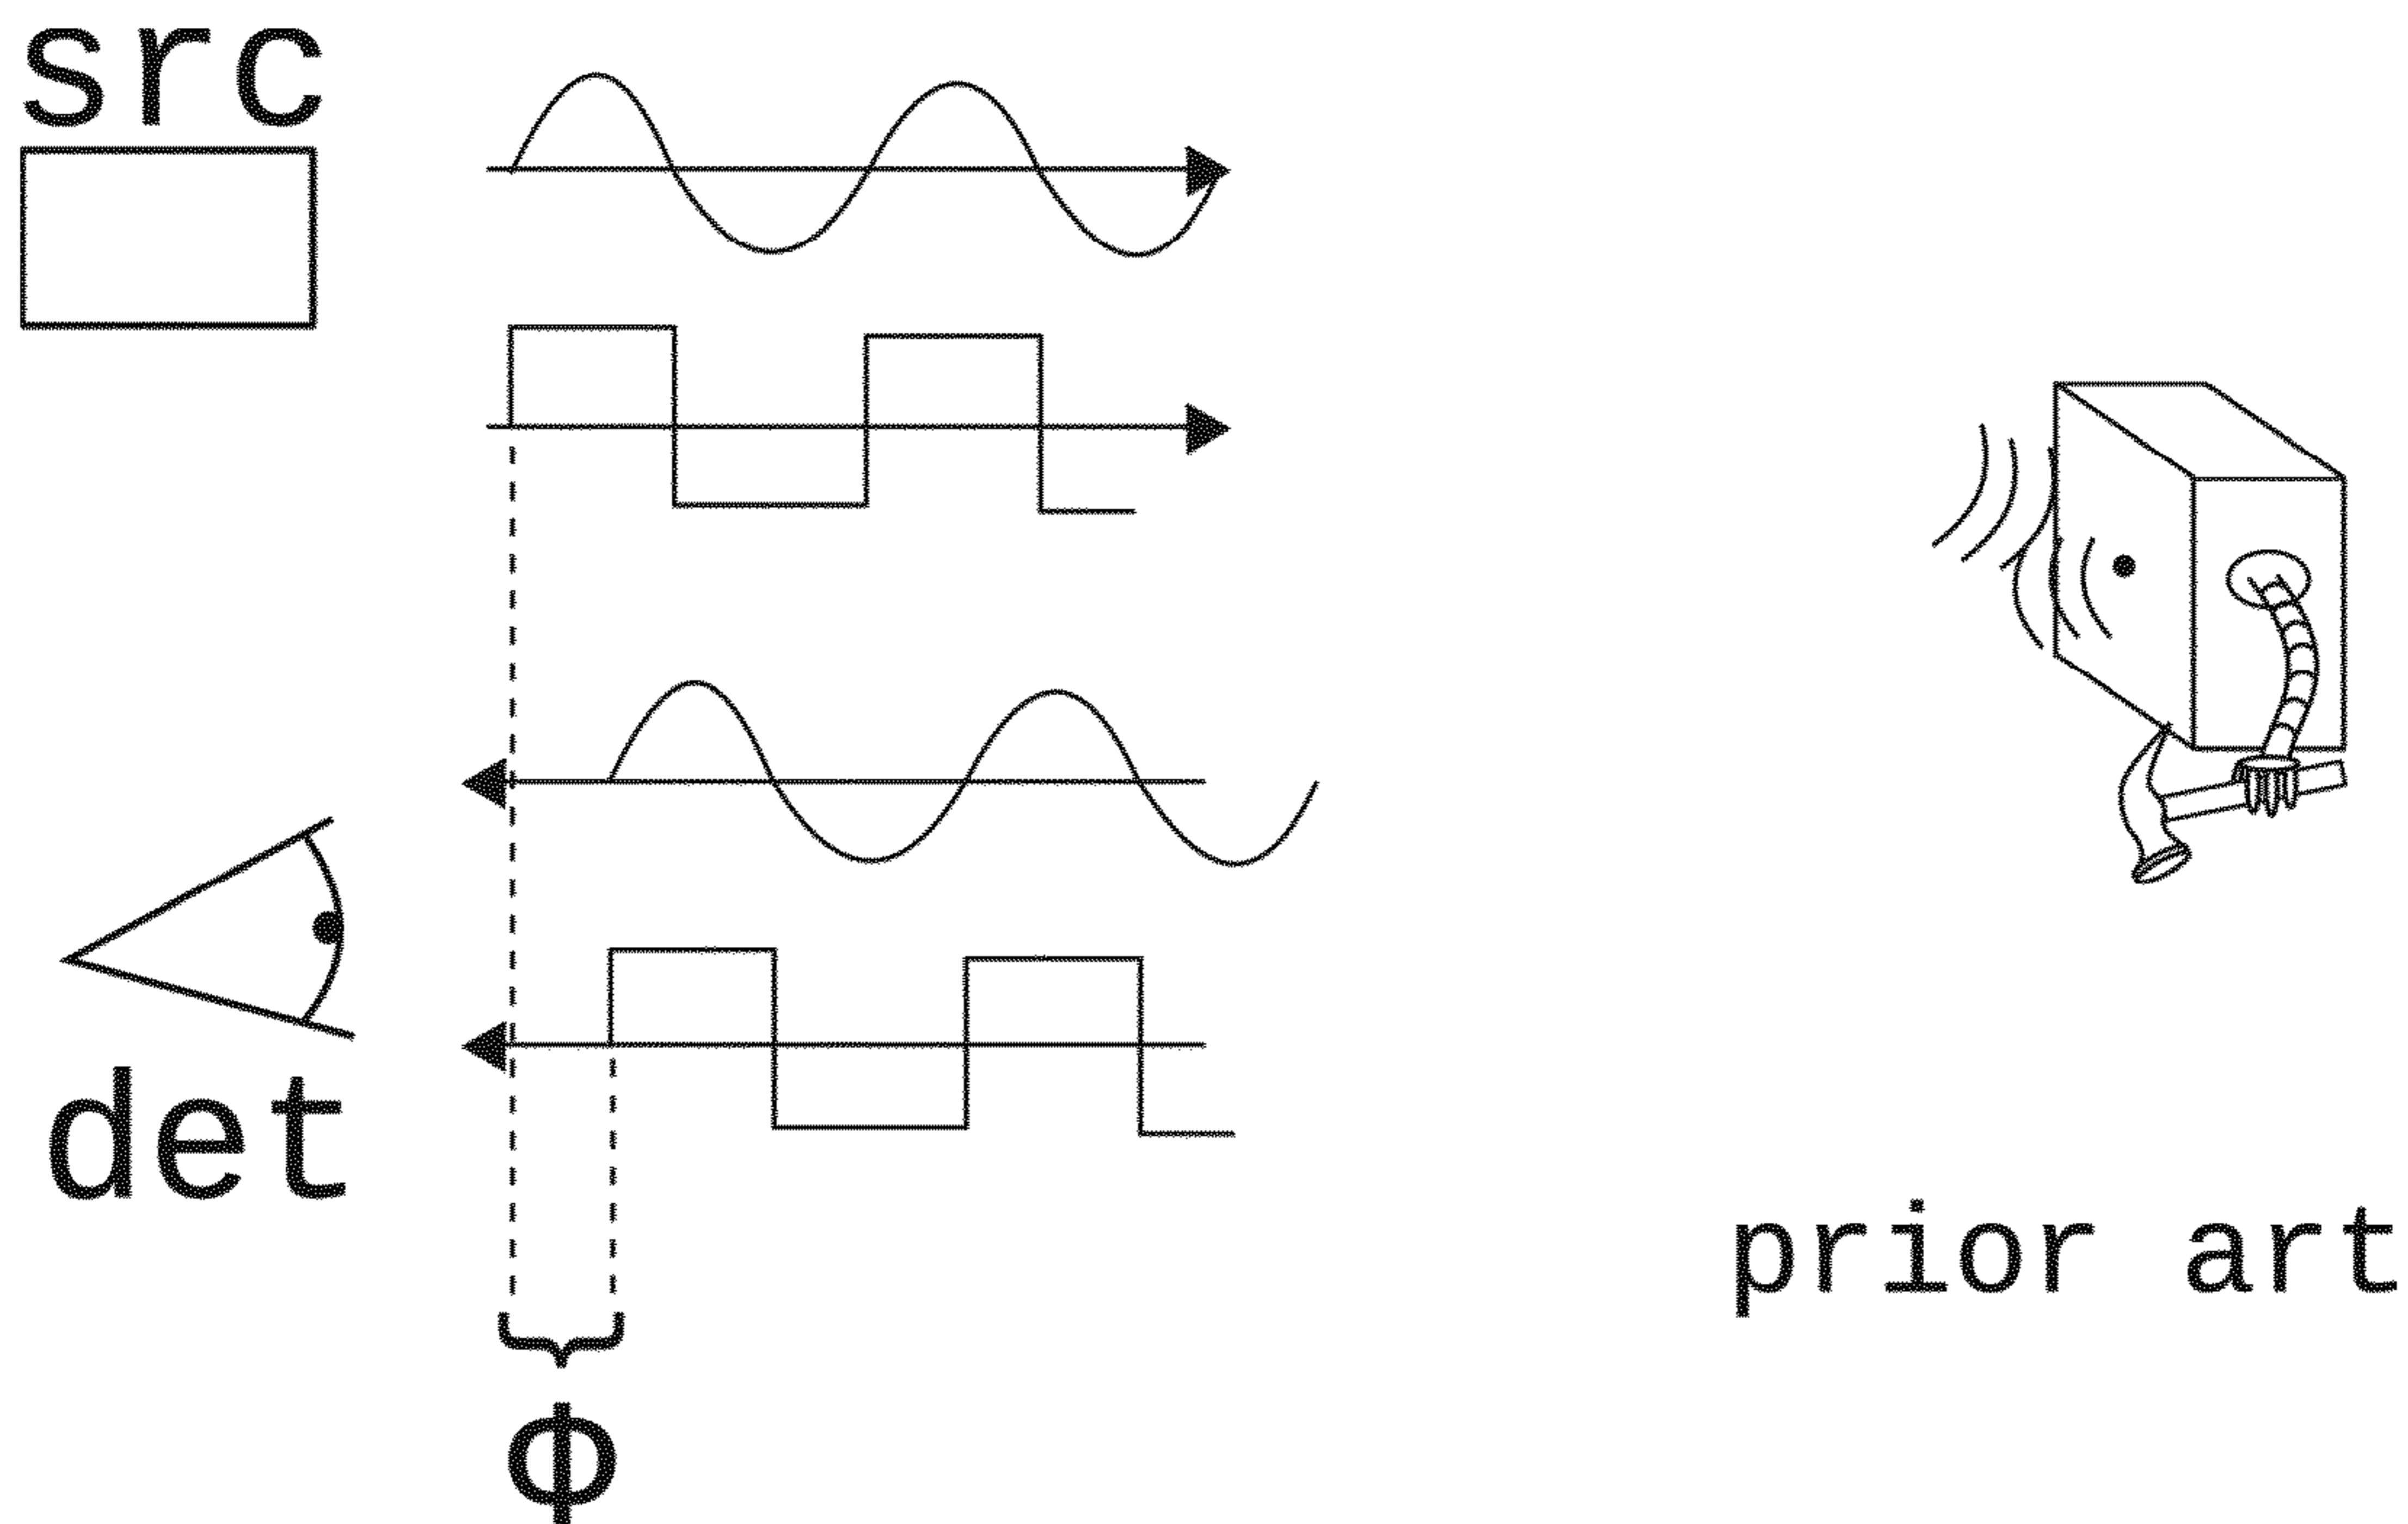 src
det
prior art
Φ